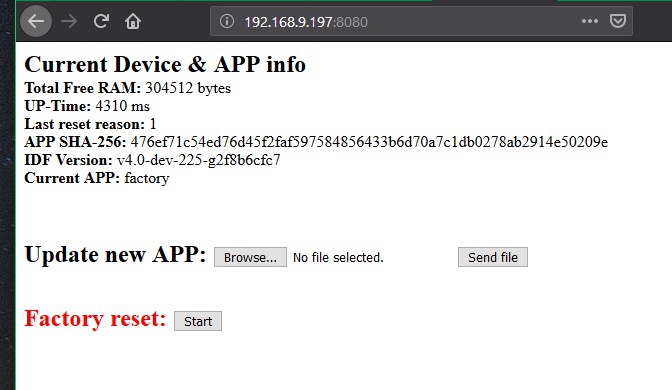 192.168.9.197:8080
Current Device & APP info
Total Free RAM: 304512 bytes
UP-Time: 4310 ms
Last reset reason: 1
APP SHA-256: 476ef71c54ed76d45f2faf597584856433b6d70a7c1db0278ab2914e50209e
IDF Version: v4.0-dev-225-g2f8b6cfc7
Current APP: factory
Update new APP: Browse... No file selected. Send file
Factory reset: Start